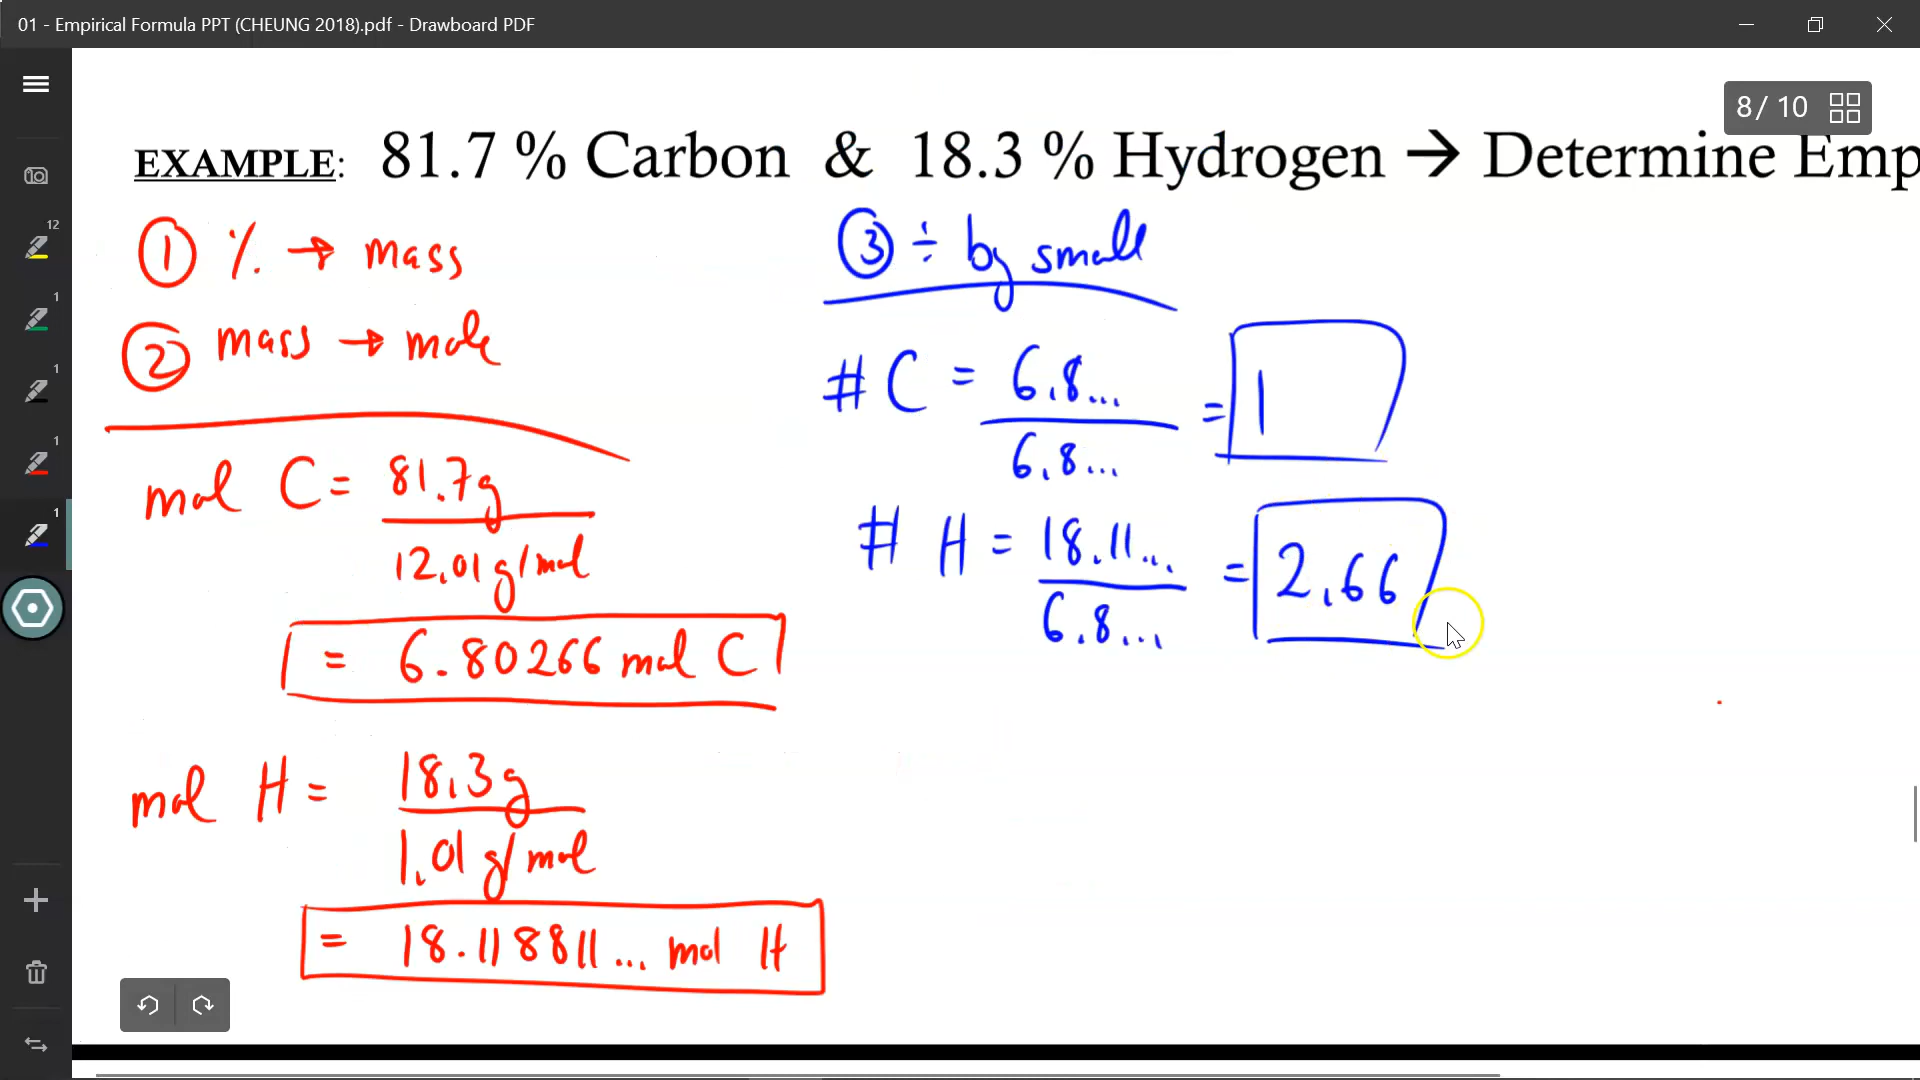 01 - Empirical Formula PPT (CHEUNG 2018).pdf - Drawboard PDF
8 / 10
EXAMPLE: 81.7 % Carbon & 18.3 % Hydrogen → Determine Emp
① % → mass
② mass → mole
mol C = 81.7g
12.01 g/mol
= 6.80266 mol C
mol H = 18.3g
1.01 g/mol
= 18.118811... mol H
③ ÷ by small
# C = 6.8...
6.8...
= 1
# H = 18.11...
6.8...
= 2.66
12
1
1
1
1